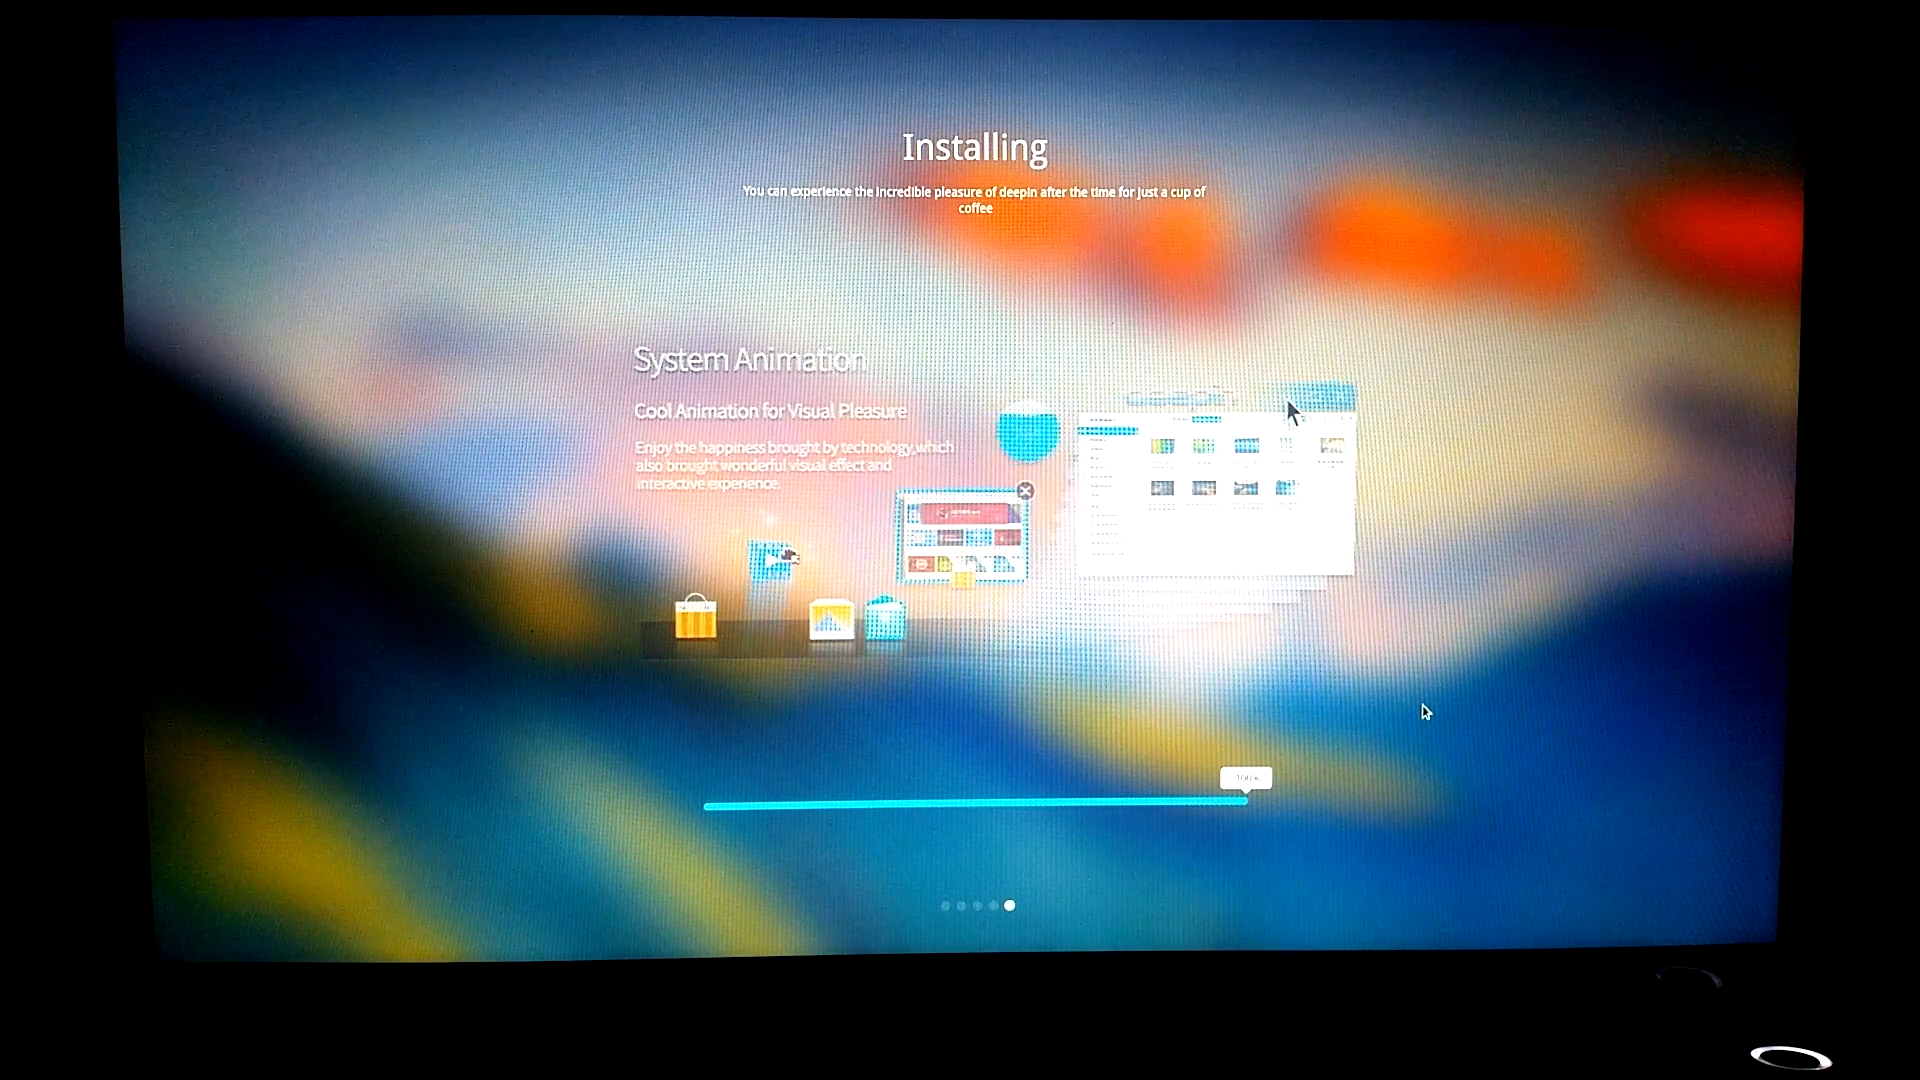 Installing
You can experience the incredible pleasure of deepin after the time for just a cup of
coffee
System Animation
Cool Animation for Visual Pleasure
Enjoy the happiness brought by technology,which
also brought wonderful visual effect and
interactive experience.
100%